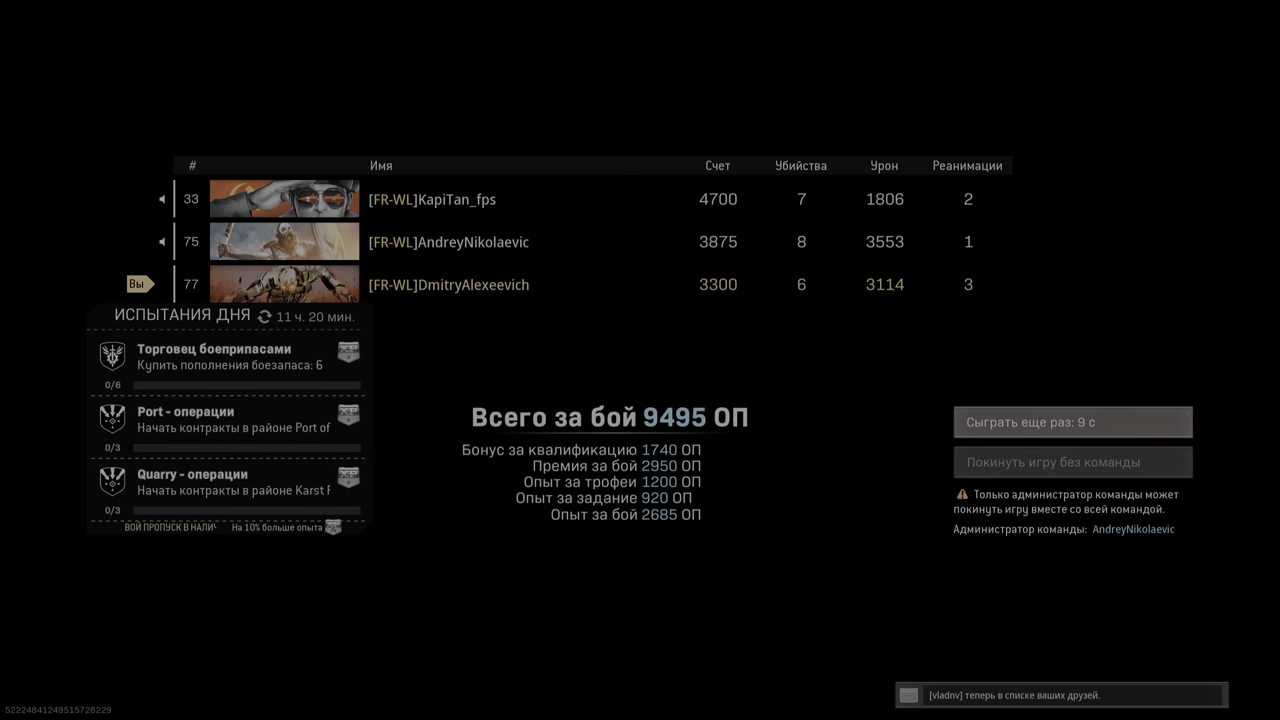 # Имя Счет Убийства Урон Реанимации
33 [FR-WL]KapiTan_fps 4700 7 1806 2
75 [FR-WL]AndreyNikolaevic 3875 8 3553 1
Вы 77 [FR-WL]DmitryAlexeevich 3300 6 3114 3
ИСПЫТАНИЯ ДНЯ 11 ч. 20 мин.
Торговец боеприпасами
Купить пополнения боезапаса: 6
0/6
Port - операции
Начать контракты в районе Port of
0/3
Quarry - операции
Начать контракты в районе Karst F
0/3
ВОЙ ПРОПУСК В НАЛИЧ На 10% больше опыта
Всего за бой 9495 ОП
Бонус за квалификацию 1740 ОП
Премия за бой 2950 ОП
Опыт за трофеи 1200 ОП
Опыт за задание 920 ОП
Опыт за бой 2685 ОП
Сыграть еще раз: 9 с
Покинуть игру без команды
Только администратор команды может
покинуть игру вместе со всей командой.
Администратор команды: AndreyNikolaevic
[vladnv] теперь в списке ваших друзей.
52224841249515728229